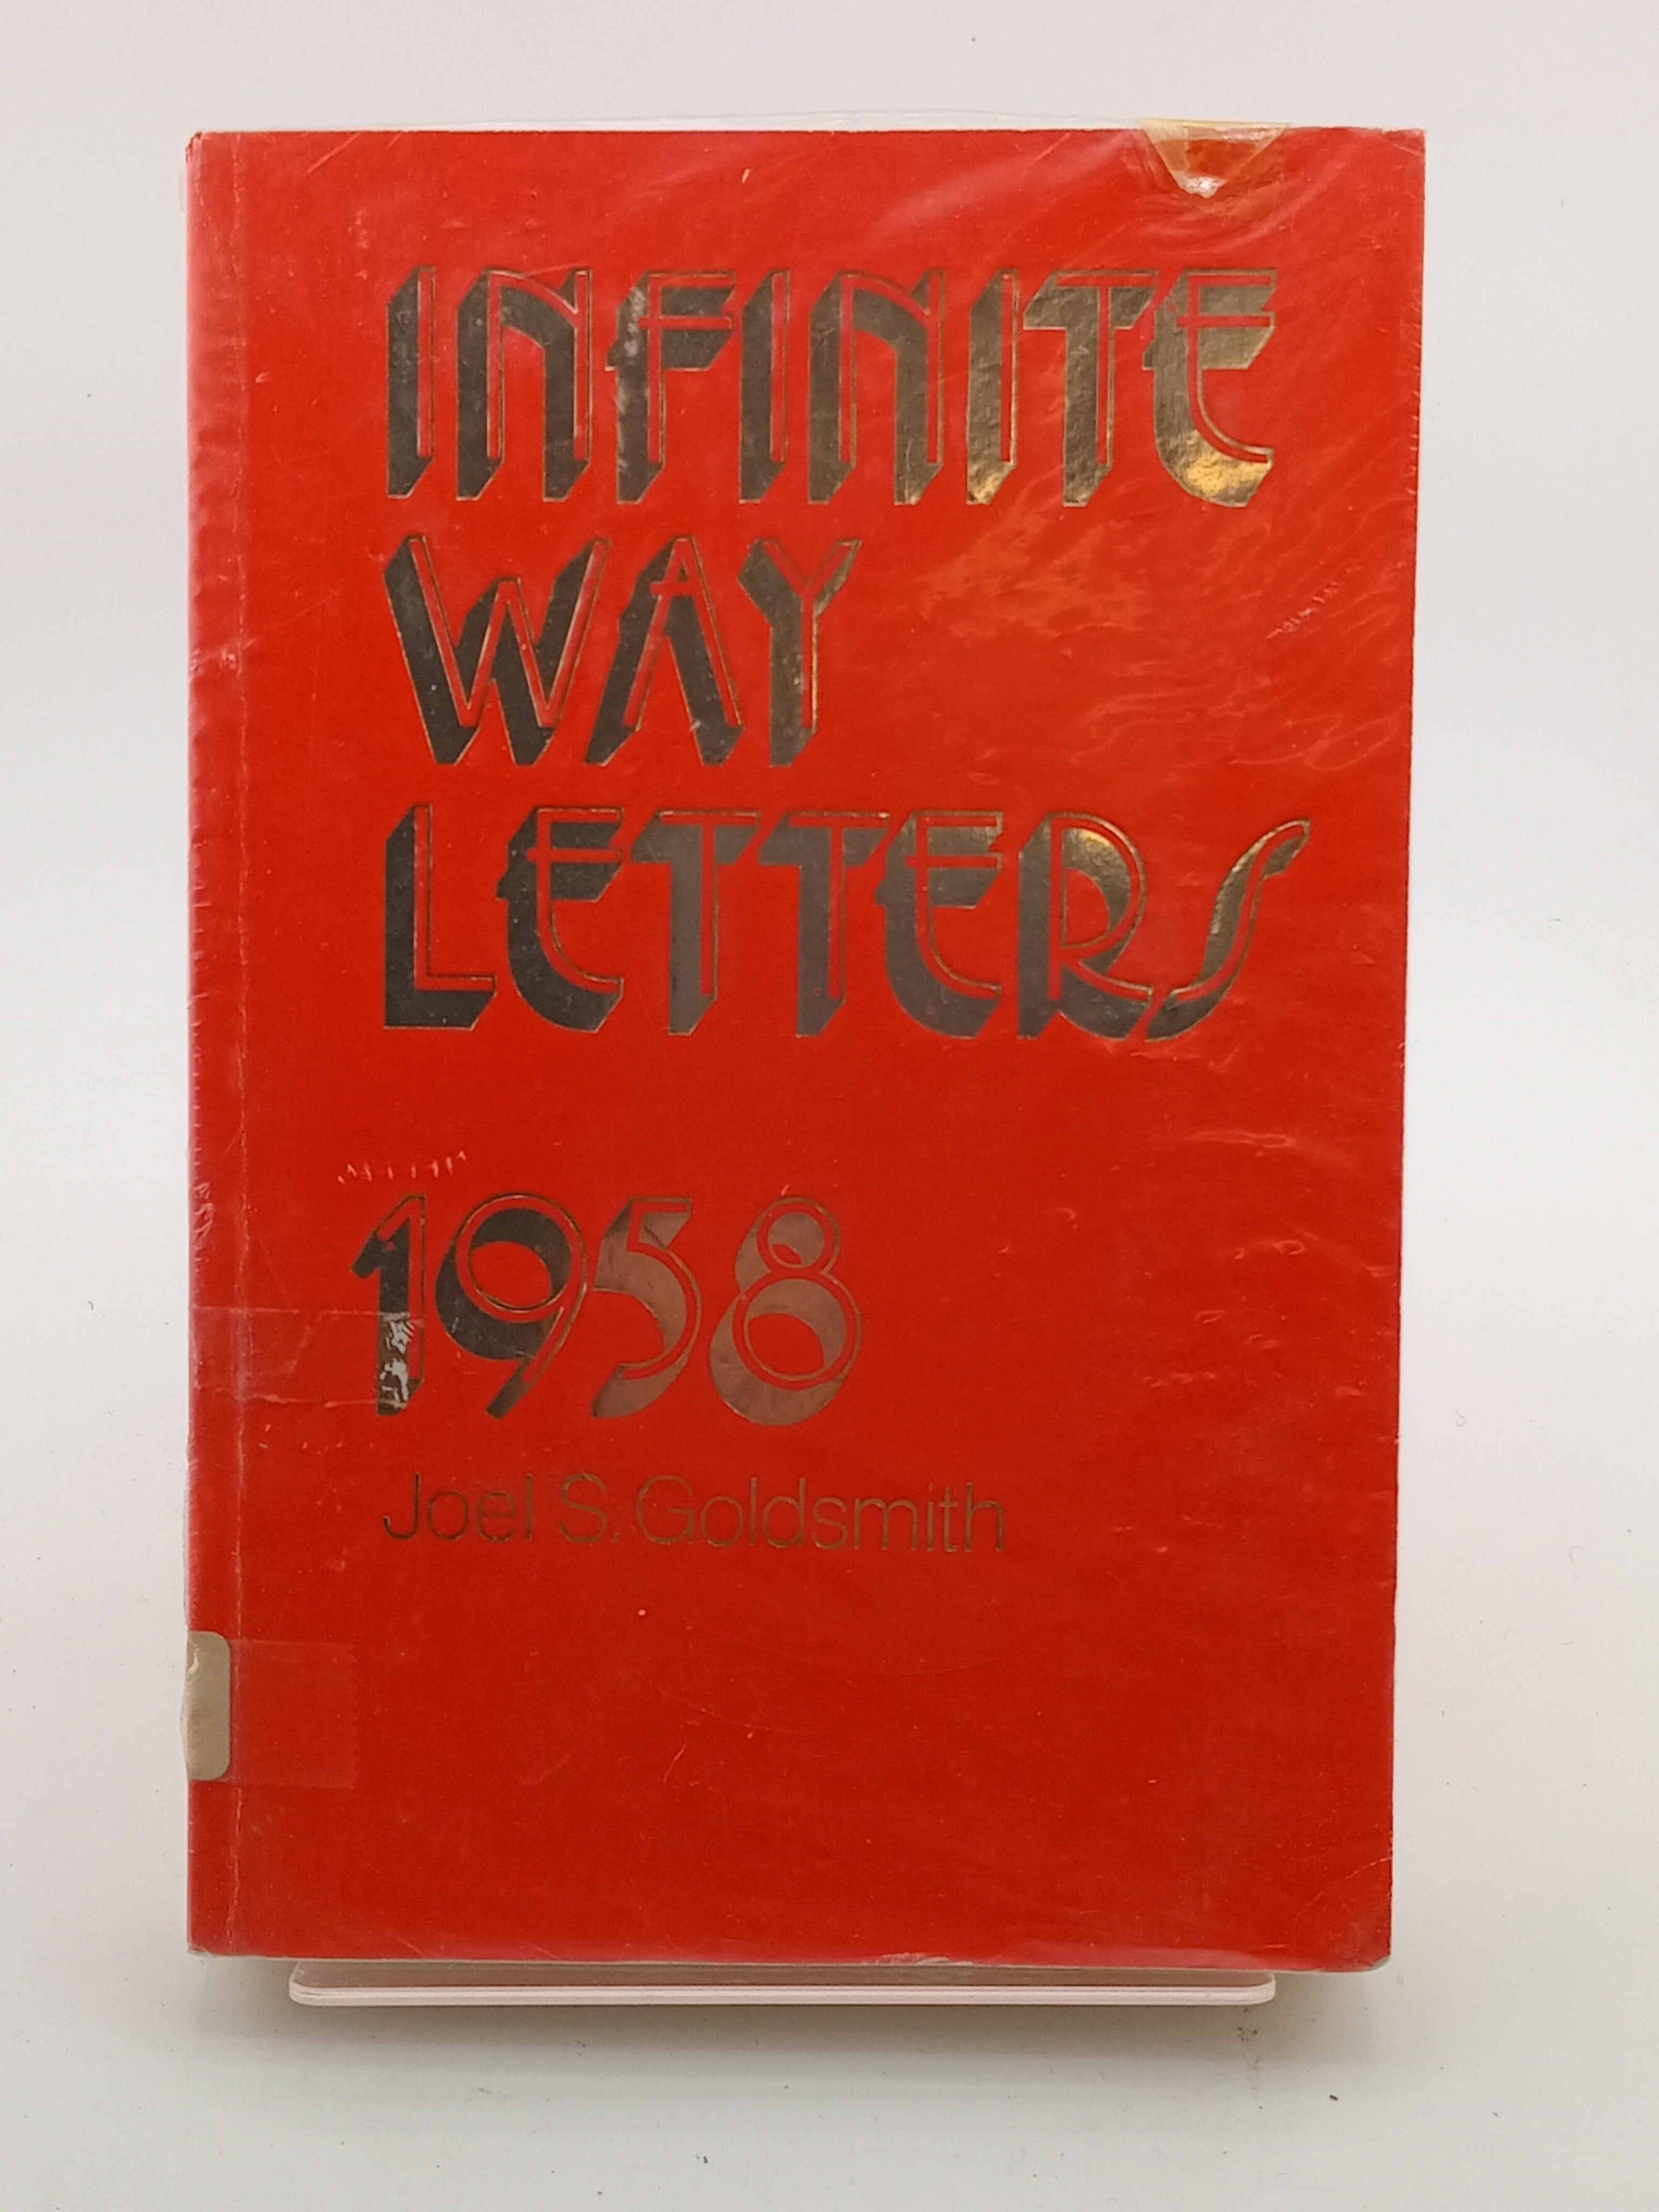 INFINITE
WAY
LETTERS
1958
Joel S. Goldsmith